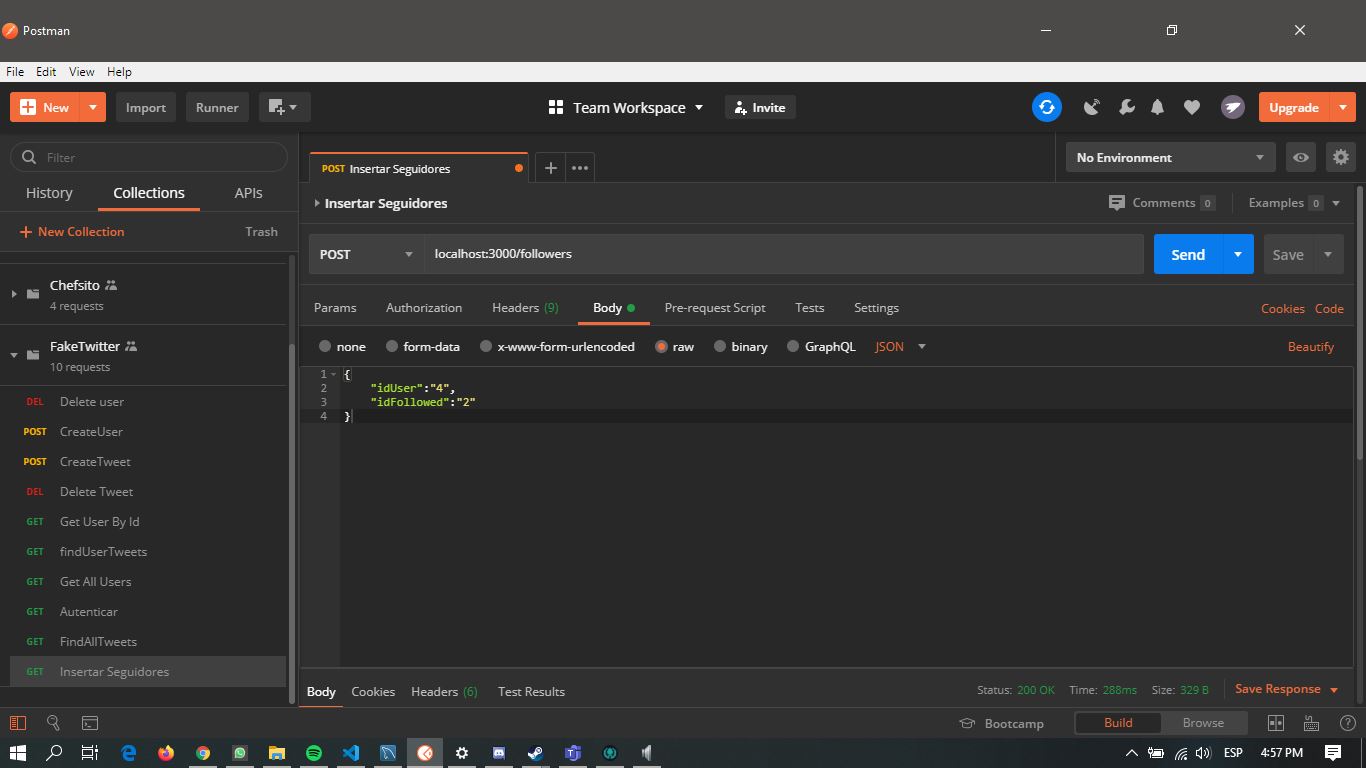 Postman
File Edit View Help
New Import Runner Team Workspace Invite Upgrade
Filter
History Collections APIs
New Collection Trash
Chefsito
4 requests
FakeTwitter
10 requests
DEL Delete user
POST CreateUser
POST CreateTweet
DEL Delete Tweet
GET Get User By Id
GET findUserTweets
GET Get All Users
GET Autenticar
GET FindAllTweets
GET Insertar Seguidores
POST Insertar Seguidores
No Environment
Insertar Seguidores Comments 0 Examples 0
POST localhost:3000/followers Send Save
Params Authorization Headers (9) Body Pre-request Script Tests Settings Cookies Code
none form-data x-www-form-urlencoded raw binary GraphQL JSON Beautify
1 {
2 "idUser":"4",
3 "idFollowed":"2"
4 }
Body Cookies Headers (6) Test Results Status: 200 OK Time: 288ms Size: 329 B Save Response
Bootcamp Build Browse
ESP 4:57 PM